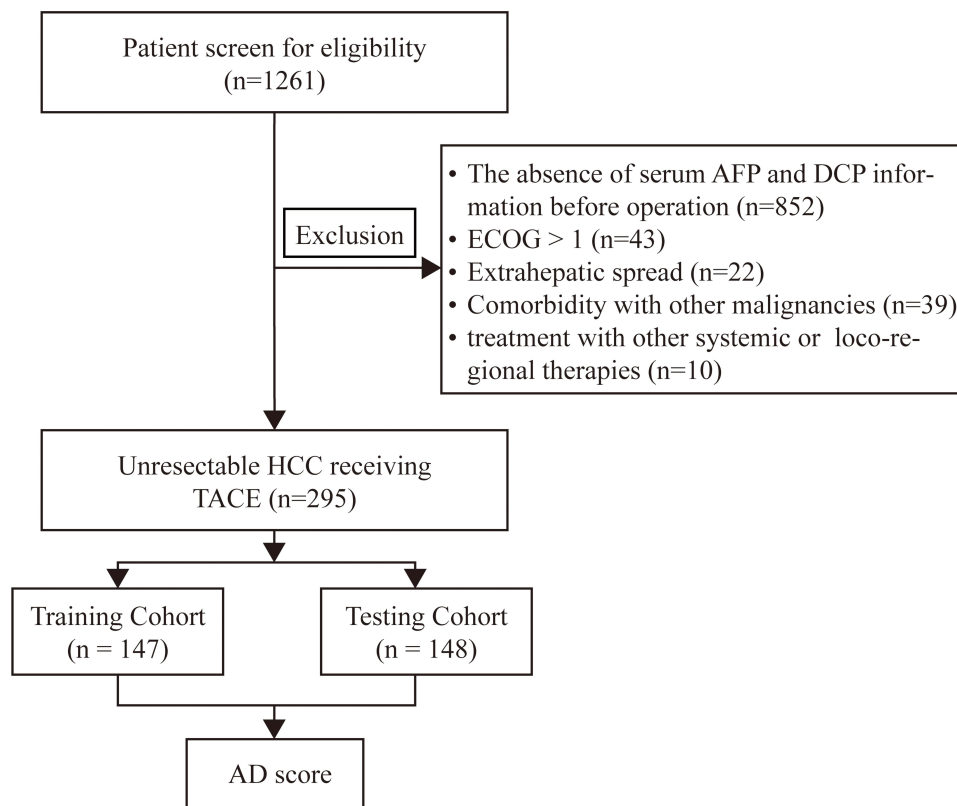 Patient screen for eligibility
(n=1261)
• The absence of serum AFP and DCP infor-
mation before operation (n=852)
• ECOG > 1 (n=43)
• Extrahepatic spread (n=22)
• Comorbidity with other malignancies (n=39)
• treatment with other systemic or loco-re-
gional therapies (n=10)
Exclusion
Unresectable HCC receiving
TACE (n=295)
Training Cohort
(n = 147)
Testing Cohort
(n = 148)
AD score